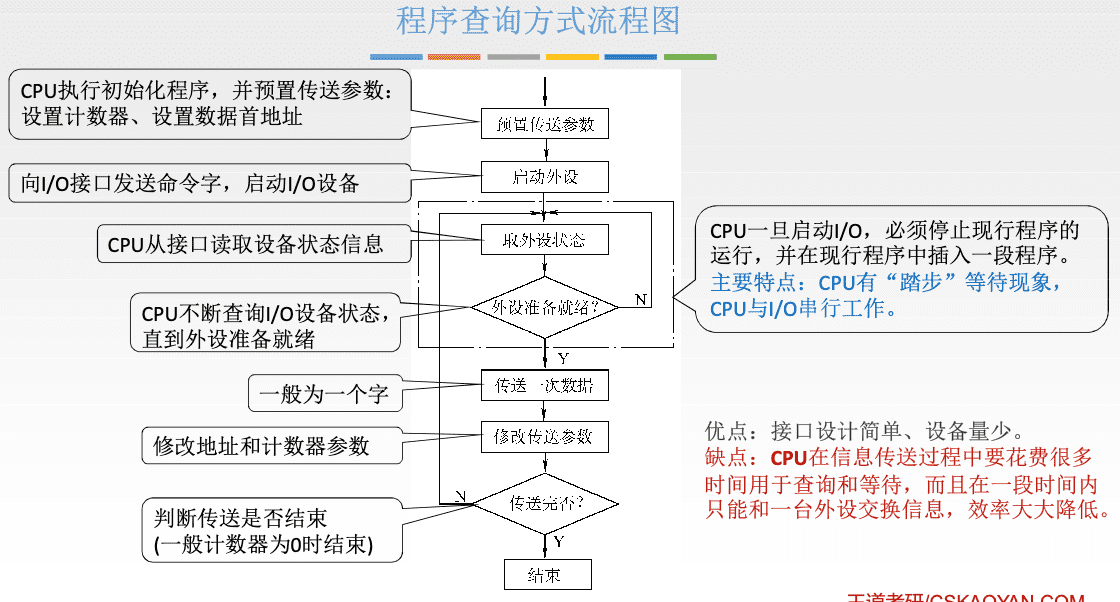 程序查询方式流程图
CPU执行初始化程序，并预置传送参数：
设置计数器、设置数据首地址
预置传送参数
向I/O接口发送命令字，启动I/O设备
启动外设
CPU从接口读取设备状态信息
取外设状态
CPU一旦启动I/O，必须停止现行程序的
运行，并在现行程序中插入一段程序。
主要特点：CPU有“踏步”等待现象，
CPU与I/O串行工作。
CPU不断查询I/O设备状态，
直到外设准备就绪
外设准备就绪?
N
Y
一般为一个字
传送一次数据
修改地址和计数器参数
修改传送参数
优点：接口设计简单、设备量少。
缺点：CPU在信息传送过程中要花费很多
时间用于查询和等待，而且在一段时间内
只能和一台外设交换信息，效率大大降低。
判断传送是否结束
(一般计数器为0时结束)
N
传送完否?
Y
结束
王道考研/CSKAOYAN.COM